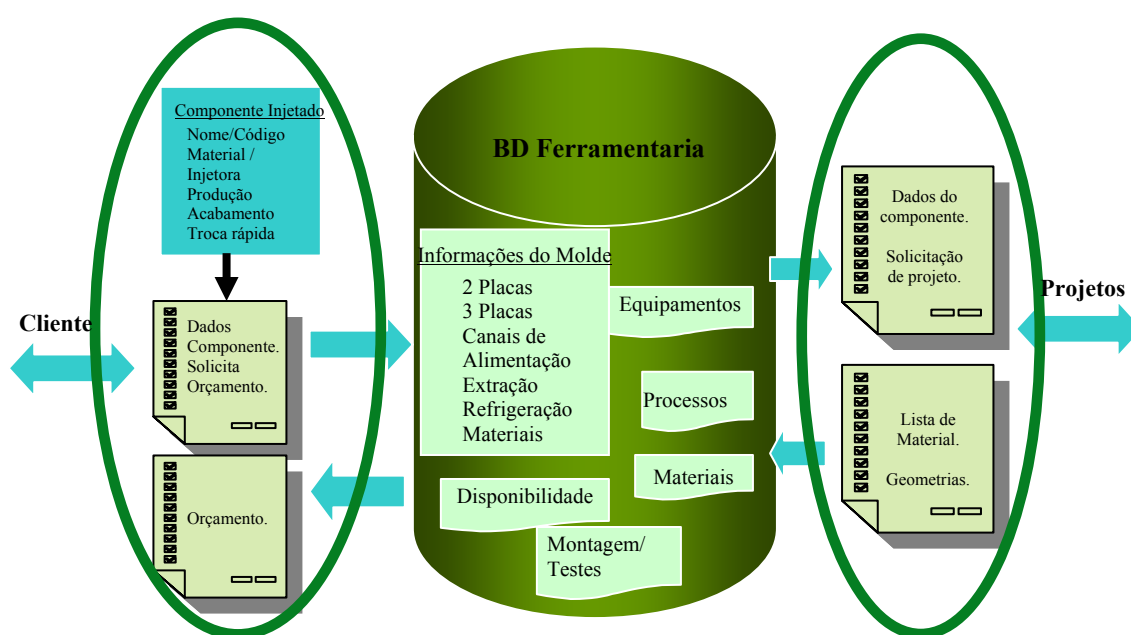 Componente Injetado
Nome/Código
Material /
Injetora
Produção
Acabamento
Troca rápida
Cliente
Dados
Componente.
Solicita
Orçamento.
Orçamento.
BD Ferramentaria
Informações do Molde
2 Placas
3 Placas
Canais de
Alimentação
Extração
Refrigeração
Materiais
Equipamentos
Processos
Materiais
Disponibilidade
Montagem/
Testes
Dados do
componente.
Solicitação
de projeto.
Projetos
Lista de
Material.
Geometrias.